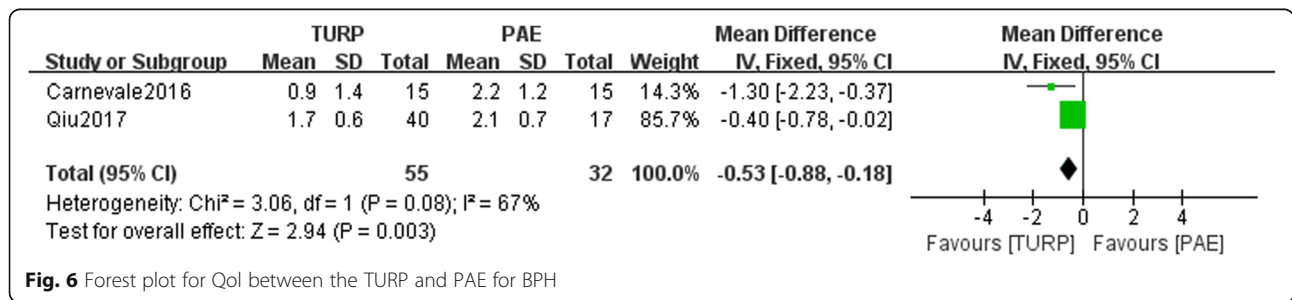 TURP PAE Mean Difference Mean Difference
Study or Subgroup Mean SD Total Mean SD Total Weight IV, Fixed, 95% CI IV, Fixed, 95% CI
Carnevale2016 0.9 1.4 15 2.2 1.2 15 14.3% -1.30 [-2.23, -0.37]
Qiu2017 1.7 0.6 40 2.1 0.7 17 85.7% -0.40 [-0.78, -0.02]
Total (95% CI) 55 32 100.0% -0.53 [-0.88, -0.18]
Heterogeneity: Chi² = 3.06, df = 1 (P = 0.08); I² = 67%
Test for overall effect: Z = 2.94 (P = 0.003)
-4 -2 0 2 4
Favours [TURP] Favours [PAE]
Fig. 6 Forest plot for Qol between the TURP and PAE for BPH